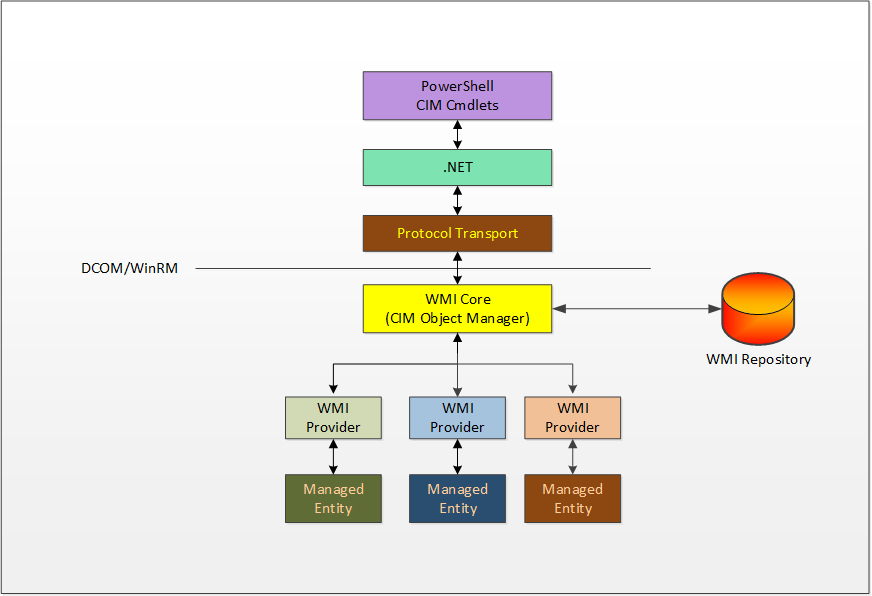 PowerShell
CIM Cmdlets
.NET
Protocol Transport
DCOM/WinRM
WMI Core
(CIM Object Manager)
WMI Repository
WMI
Provider
WMI
Provider
WMI
Provider
Managed
Entity
Managed
Entity
Managed
Entity